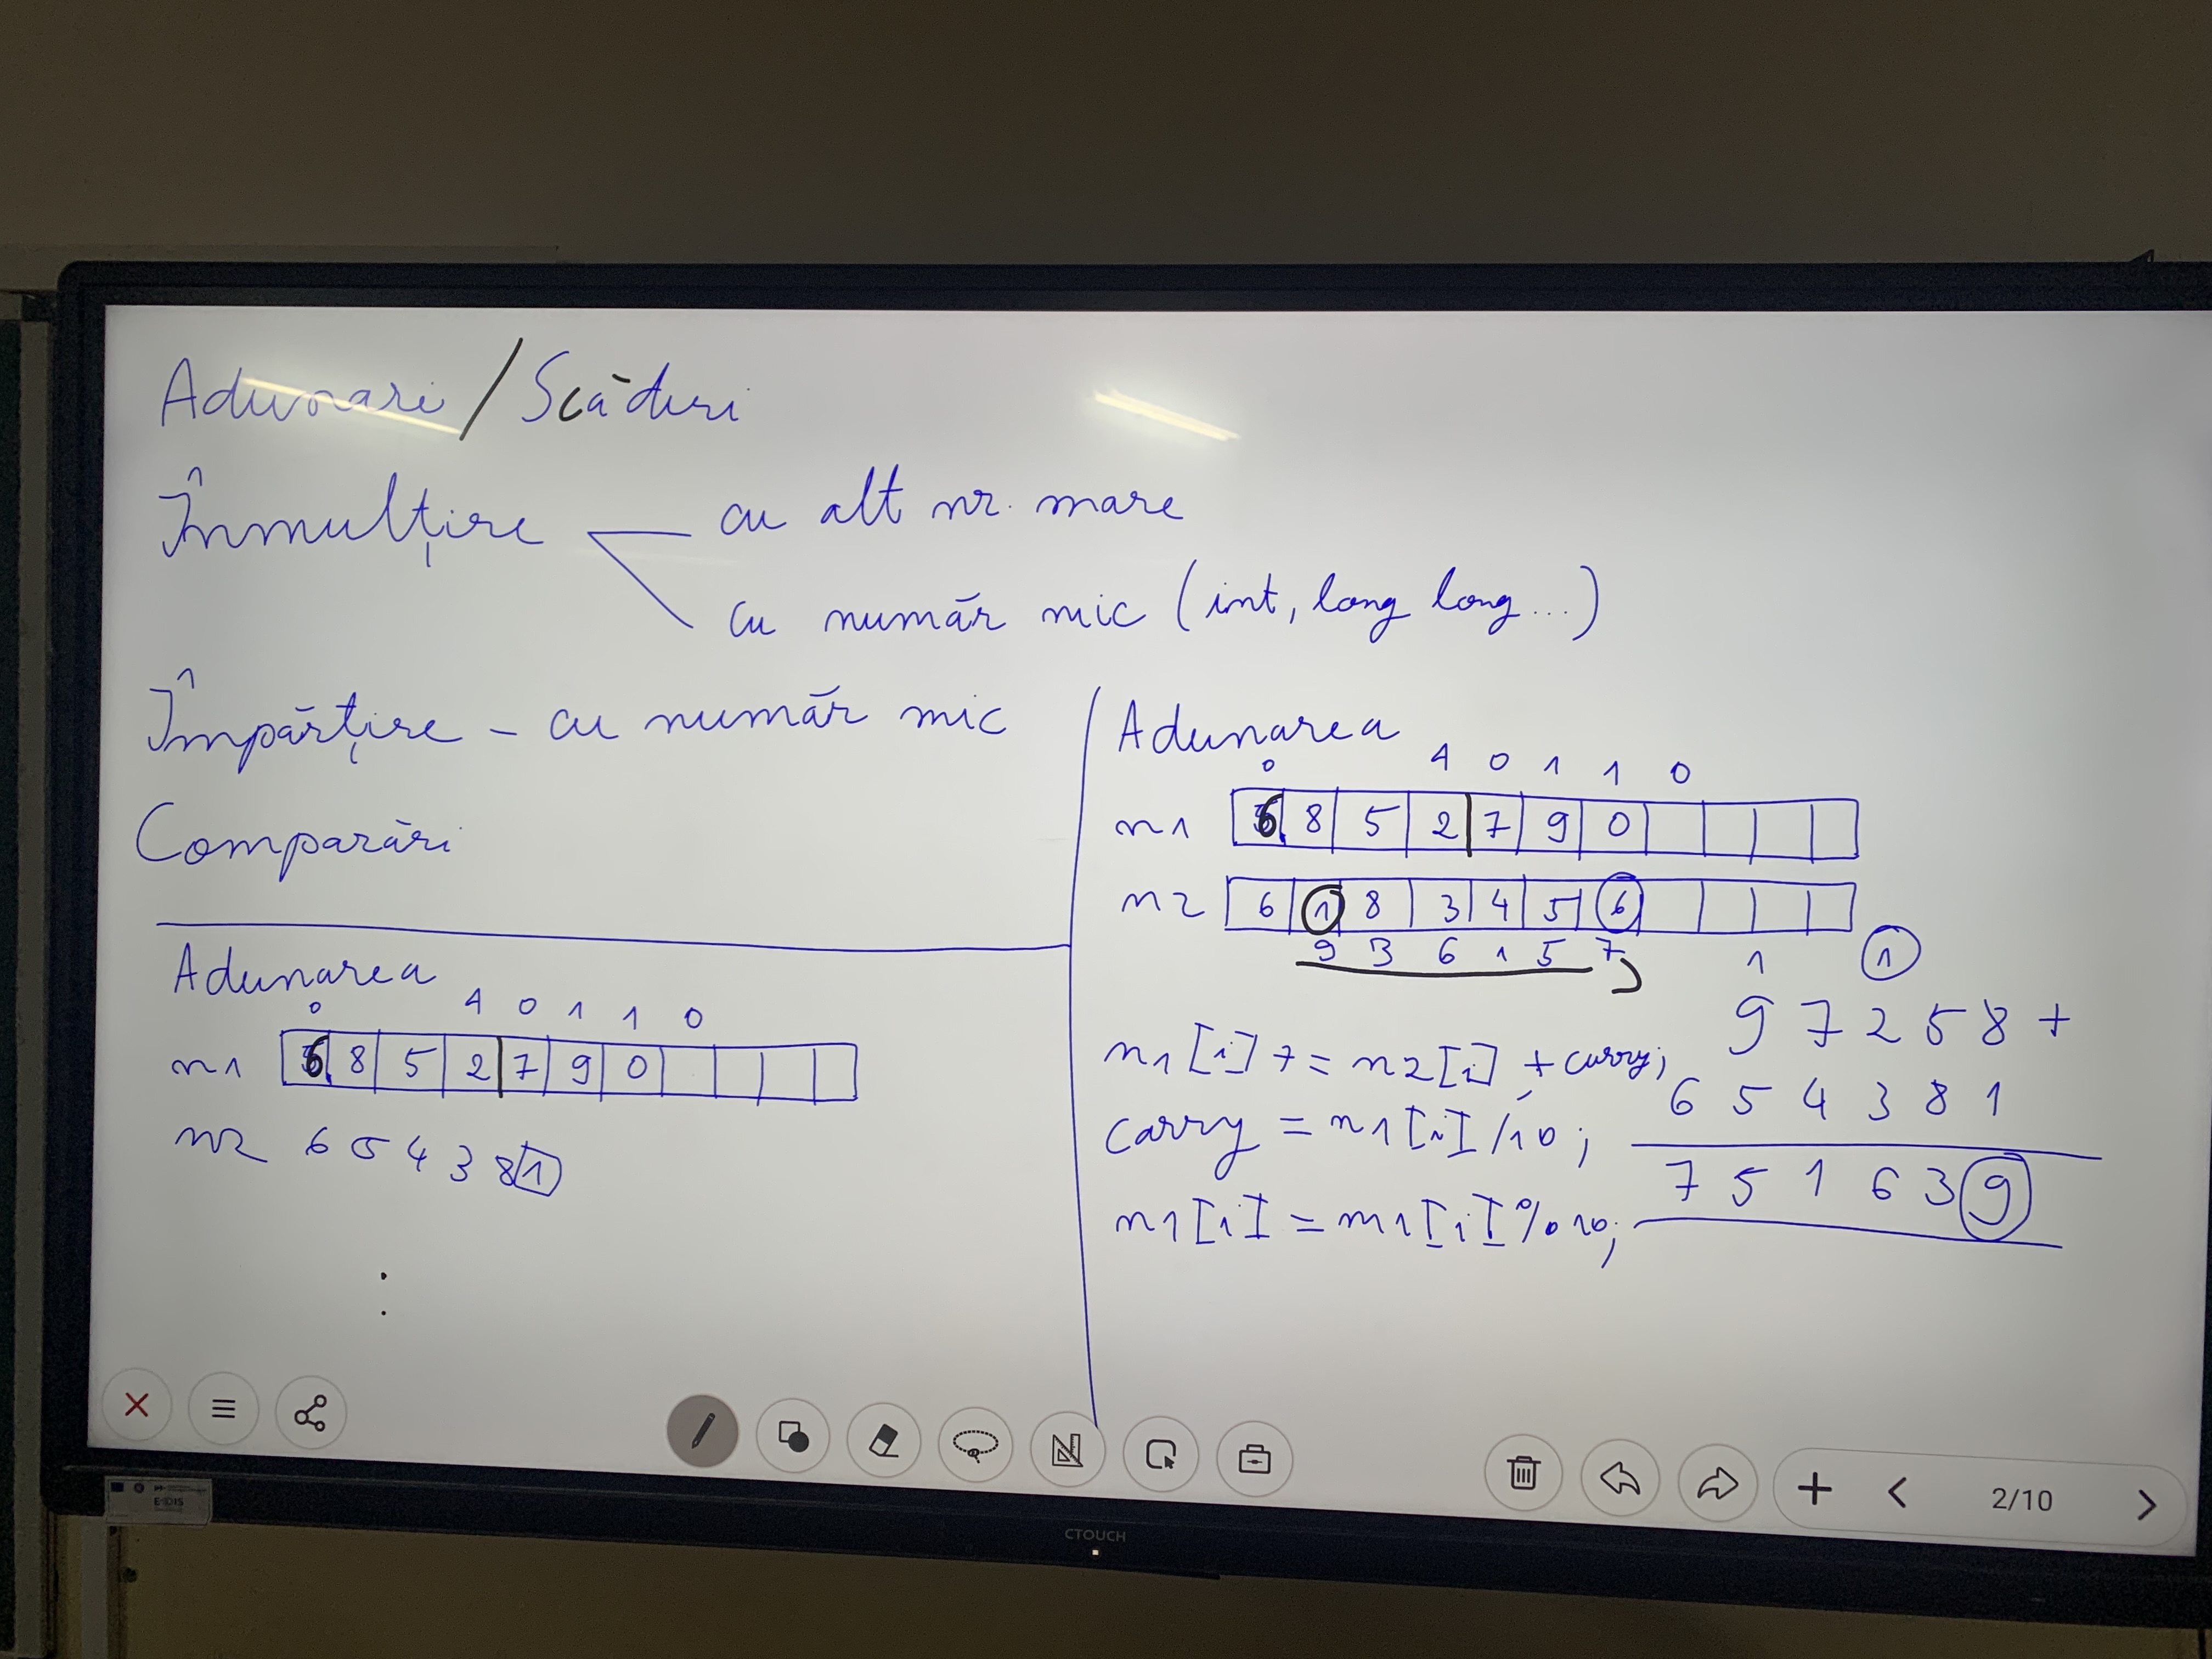 Adunari / Scăduri
Înmulțire
cu alt nr. mare
cu număr mic (int, long long...)
Împărțire - cu număr mic
Comparări
Adunarea
0 1 0 1 1 0
n1 6 8 5 2 7 9 0
n2 6 5 4 3 8 1
Adunarea
0 1 0 1 1 0
n1 6 8 5 2 7 9 0
n2 6 1 8 3 4 5 6
9 3 6 1 5 7
n1[i] += n2[i] + carry;
carry = n1[i] /10;
n1[i] = n1[i] % 10;
1 1
9 7 2 5 8 +
6 5 4 3 8 1
7 5 1 6 3 9
2/10
CTOUCH